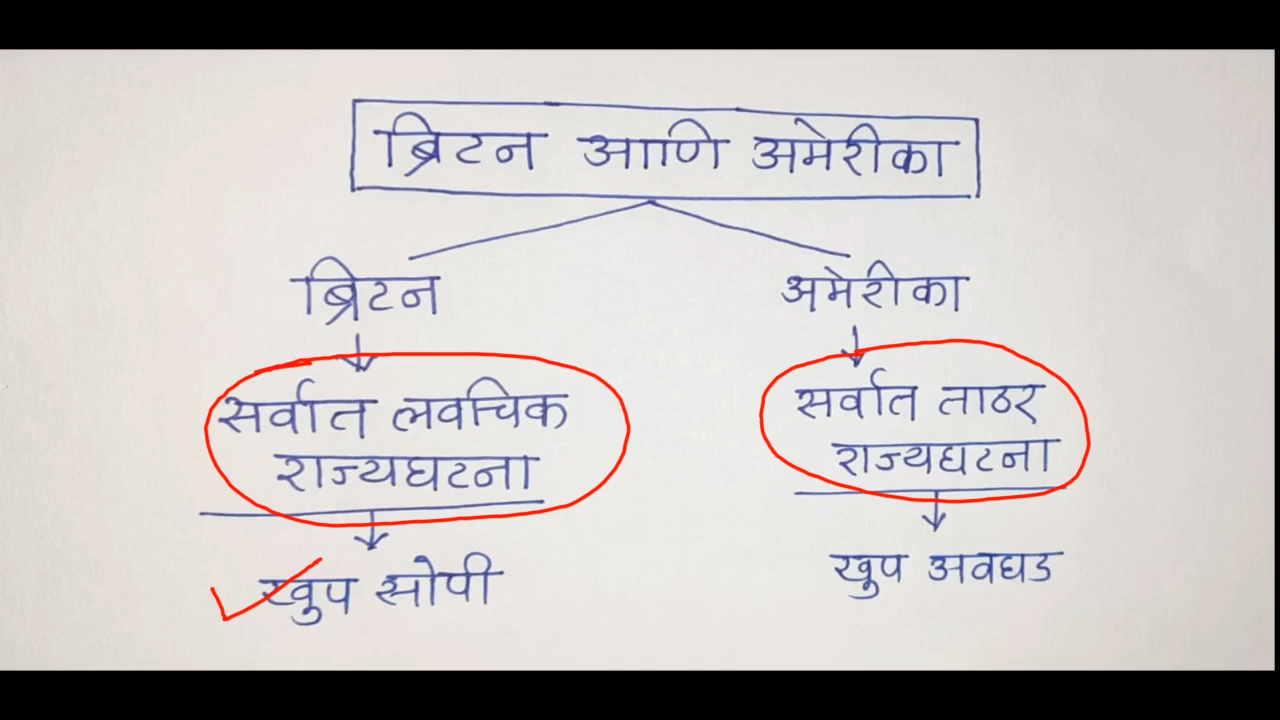 ब्रिटन आणि अमेरीका
ब्रिटन
अमेरीका
सर्वात लवचिक
राज्यघटना
सर्वात ताठर
राज्यघटना
खुप सोपी
खुप अवघड